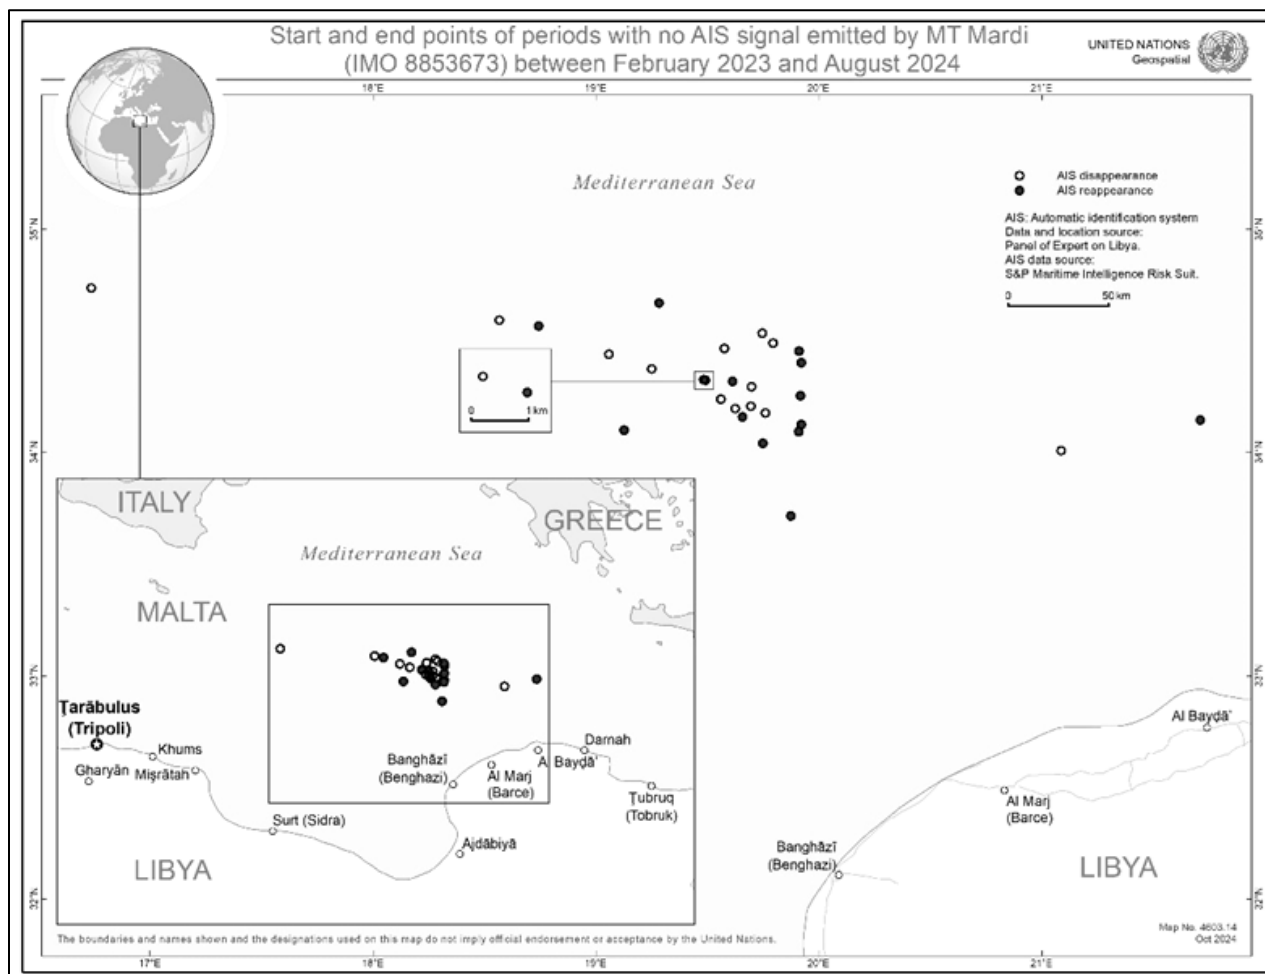 Start and end points of periods with no AIS signal emitted by MT Mardi
(IMO 8853673) between February 2023 and August 2024
UNITED NATIONS
Geospatial
18°E
19°E
20°E
21°E
Mediterranean Sea
AIS disappearance
AIS reappearance
AIS: Automatic identification system
Data and location source:
Panel of Expert on Libya.
AIS data source:
S&P Maritime Intelligence Risk Suit.
0 50 km
35°N
35°N
0 1 km
34°N
34°N
ITALY
GREECE
Mediterranean Sea
MALTA
33°N
33°N
Ţarābulus
(Tripoli)
Khums
Gharyān
Mişrātah
Banghāzī
(Benghazi)
Darnah
Al Bayḑā'
Al Marj
(Barce)
Ţubruq
(Tobruk)
Surt (Sidra)
Ajdābiyā
LIBYA
Al Bayḑā'
Al Marj
(Barce)
Banghāzī
(Benghazi)
LIBYA
32°N
32°N
The boundaries and names shown and the designations used on this map do not imply official endorsement or acceptance by the United Nations.
Map No. 4603.14
Oct 2024
17°E
18°E
19°E
20°E
21°E